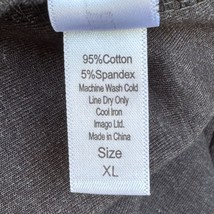 95%Cotton
5%Spandex
Machine Wash Cold
Line Dry Only
Cool Iron
Imago Ltd.
Made in China
Size
XL